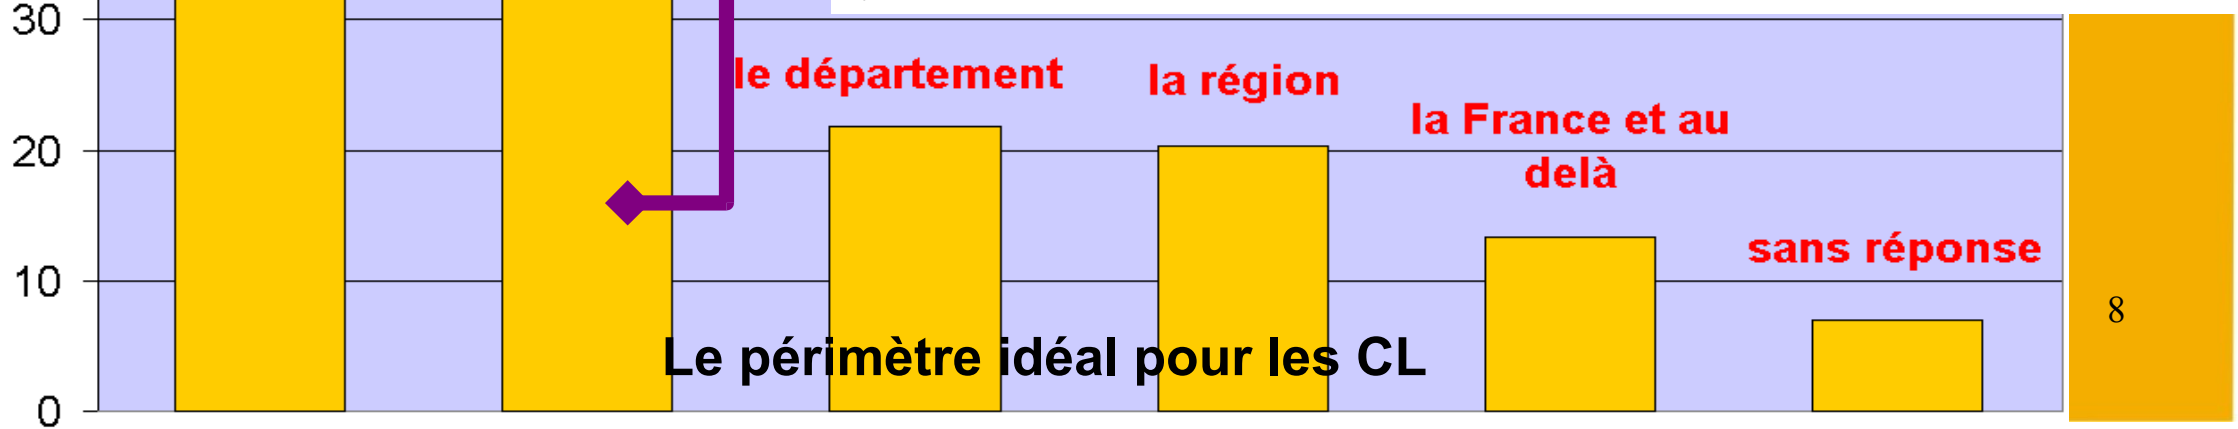 30
le département
la région
la France et au
delà
20
sans réponse
10
8
Le périmètre idéal pour les CL
0